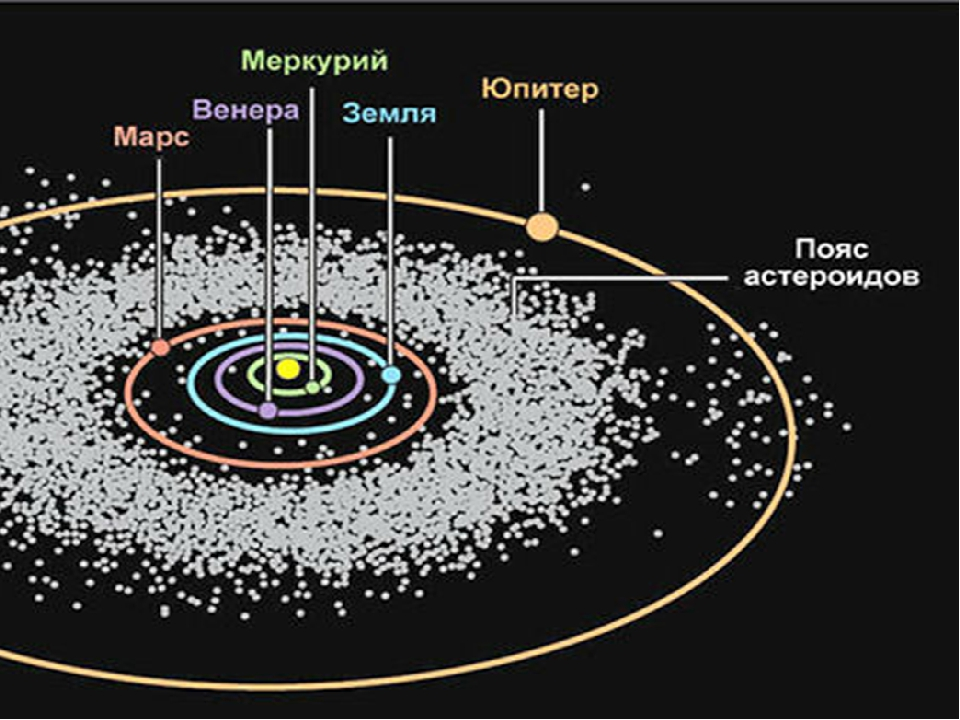 Меркурий
Юпитер
Венера
Земля
Марс
Пояс
астероидов